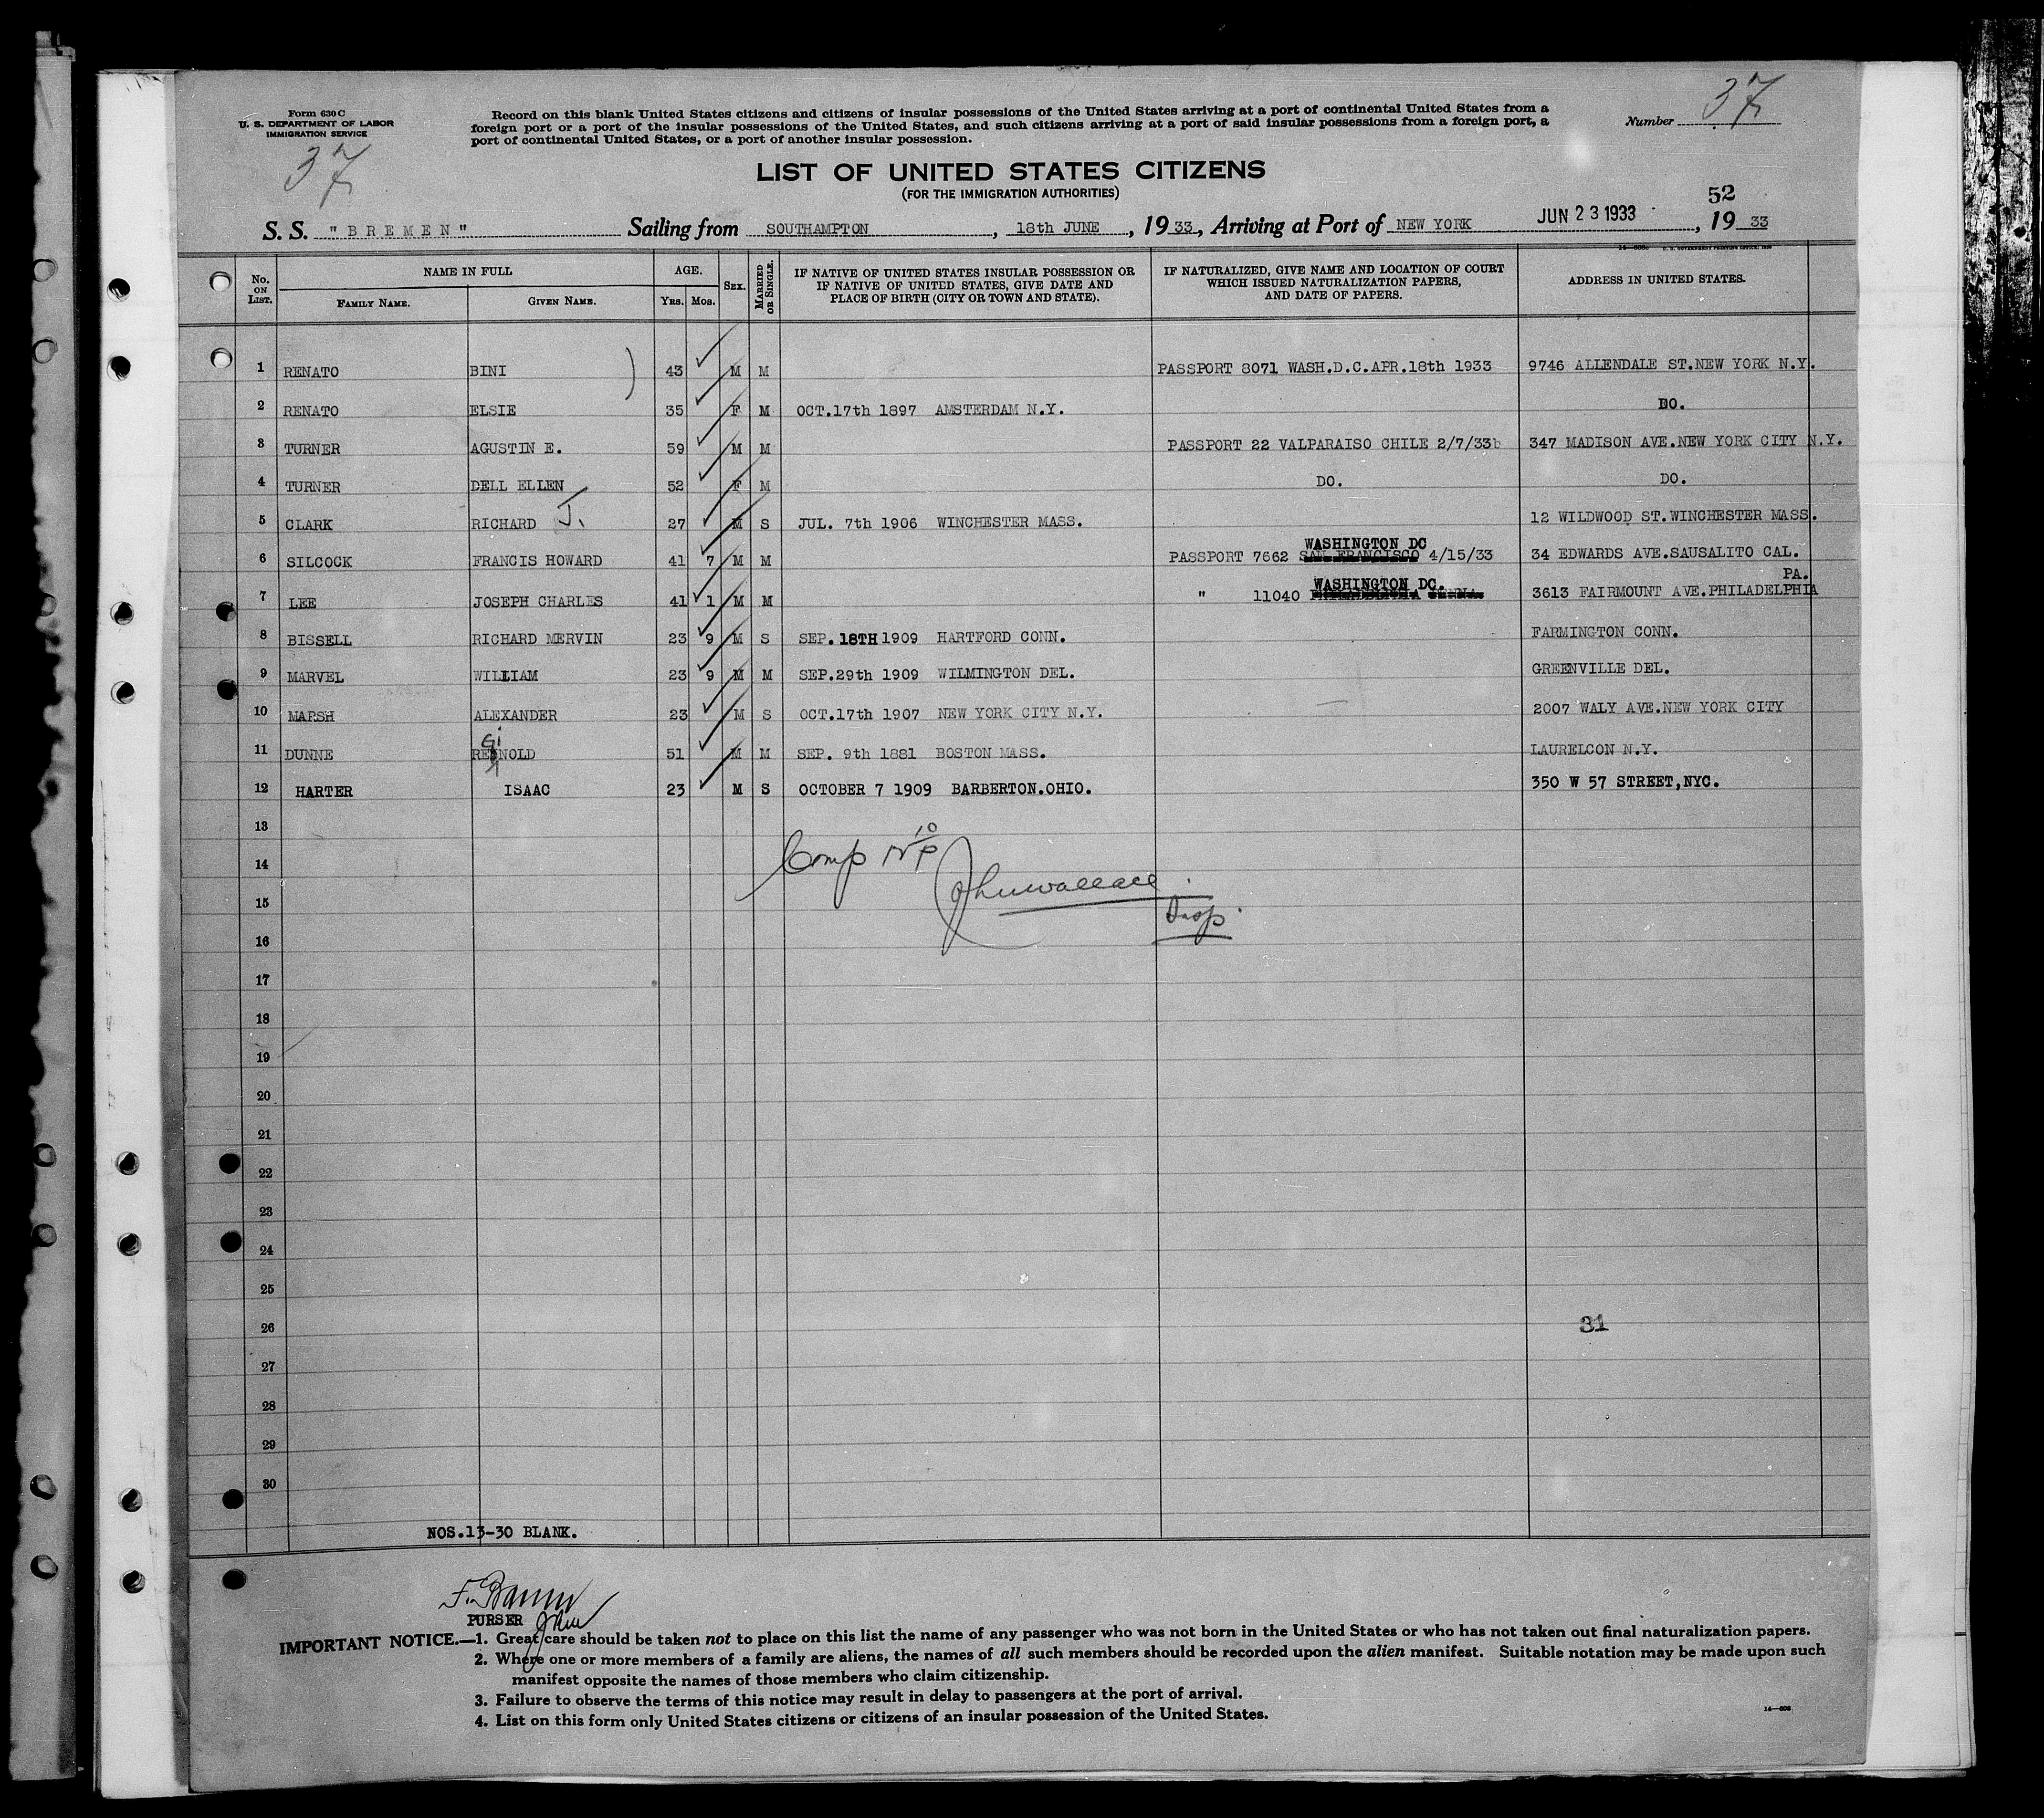 Form 630 C
U. S. DEPARTMENT OF LABOR
IMMIGRATION SERVICE
37
Record on this blank United States citizens and citizens of insular possessions of the United States arriving at a port of continental United States from a
foreign port or a port of the insular possessions of the United States, and such citizens arriving at a port of said insular possessions from a foreign port, a
port of continental United States, or a port of another insular possession.
Number 37
LIST OF UNITED STATES CITIZENS
(FOR THE IMMIGRATION AUTHORITIES)
52
S. S. "BREMEN" Sailing from SOUTHAMPTON, 18th JUNE, 1933, Arriving at Port of NEW YORK JUN 23 1933, 1933
No. ON LIST. NAME IN FULL FAMILY NAME. GIVEN NAME. AGE. YRS. MOS. SEX. MARRIED OR SINGLE. IF NATIVE OF UNITED STATES INSULAR POSSESSION OR IF NATIVE OF UNITED STATES, GIVE DATE AND PLACE OF BIRTH (CITY OR TOWN AND STATE). IF NATURALIZED, GIVE NAME AND LOCATION OF COURT WHICH ISSUED NATURALIZATION PAPERS, AND DATE OF PAPERS. ADDRESS IN UNITED STATES.
1 RENATO BINI ) 43 M M PASSPORT 8071 WASH.D.C.APR.18th 1933 9746 ALLENDALE ST.NEW YORK N.Y.
2 RENATO ELSIE 35 F M OCT.17th 1897 AMSTERDAM N.Y. DO.
3 TURNER AGUSTIN E. 59 M M PASSPORT 22 VALPARAISO CHILE 2/7/33b 347 MADISON AVE.NEW YORK CITY N.Y.
4 TURNER DELL ELLEN 52 F M DO. DO.
5 CLARK RICHARD J. 27 M S JUL. 7th 1906 WINCHESTER MASS. 12 WILDWOOD ST.WINCHESTER MASS.
WASHINGTON DC
6 SILCOCK FRANCIS HOWARD 41 7 M M PASSPORT 7662 SAN FRANCISCO 4/15/33 34 EDWARDS AVE.SAUSALITO CAL.
WASHINGTON DC. PA.
7 LEE JOSEPH CHARLES 41 1 M M " 11040 3613 FAIRMOUNT AVE.PHILADELPHIA
8 BISSELL RICHARD MERVIN 23 9 M S SEP.18TH 1909 HARTFORD CONN. FARMINGTON CONN.
9 MARVEL WILLIAM 23 9 M M SEP.29th 1909 WILMINGTON DEL. GREENVILLE DEL.
10 MARSH ALEXANDER 23 M S OCT.17th 1907 NEW YORK CITY N.Y. 2007 WALY AVE.NEW YORK CITY
Gi
11 DUNNE RE NOLD 51 M M SEP. 9th 1881 BOSTON MASS. LAURELCON N.Y.
12 HARTER ISAAC 23 M S OCTOBER 7 1909 BARBERTON.OHIO. 350 W 57 STREET,NYC.
13
14 Comp
15
16
17
18
19
20
21
22
23
24
25
26 31
27
28
29
30
NOS.13-30 BLANK.
PURSER
IMPORTANT NOTICE.—1. Great care should be taken not to place on this list the name of any passenger who was not born in the United States or who has not taken out final naturalization papers.
2. Where one or more members of a family are aliens, the names of all such members should be recorded upon the alien manifest. Suitable notation may be made upon such
manifest opposite the names of those members who claim citizenship.
3. Failure to observe the terms of this notice may result in delay to passengers at the port of arrival.
4. List on this form only United States citizens or citizens of an insular possession of the United States.